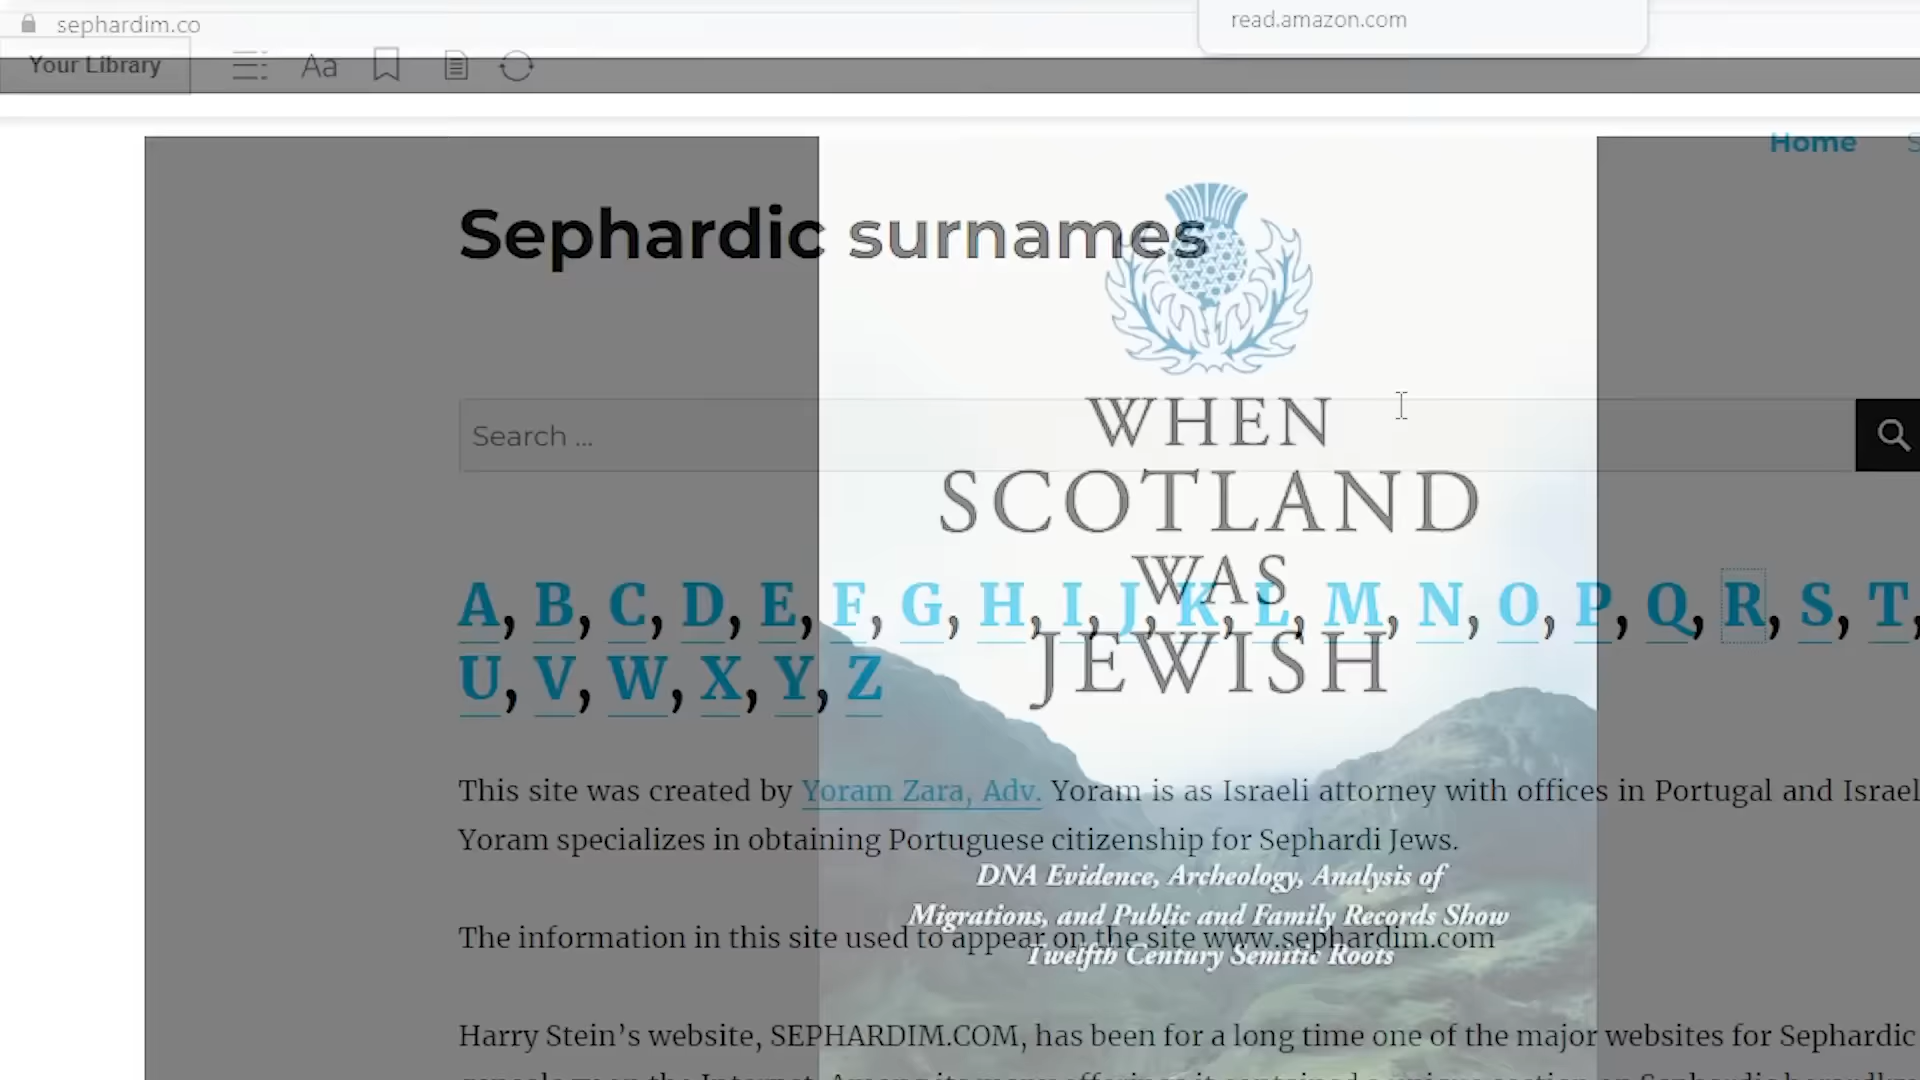 sephardim.co
read.amazon.com
Your Library
Aa
Home
Sephardic surnames
Search ...
WHEN
SCOTLAND
WAS
JEWISH
A, B, C, D, E, F, G, H, I, J, K, L, M, N, O, P, Q, R, S, T,
U, V, W, X, Y, Z
This site was created by Yoram Zara, Adv. Yoram is as Israeli attorney with offices in Portugal and Israel
Yoram specializes in obtaining Portuguese citizenship for Sephardi Jews.
DNA Evidence, Archeology, Analysis of
Migrations, and Public and Family Records Show
Twelfth Century Semitic Roots
The information in this site used to appear on the site www.sephardim.com
Harry Stein’s website, SEPHARDIM.COM, has been for a long time one of the major websites for Sephardic